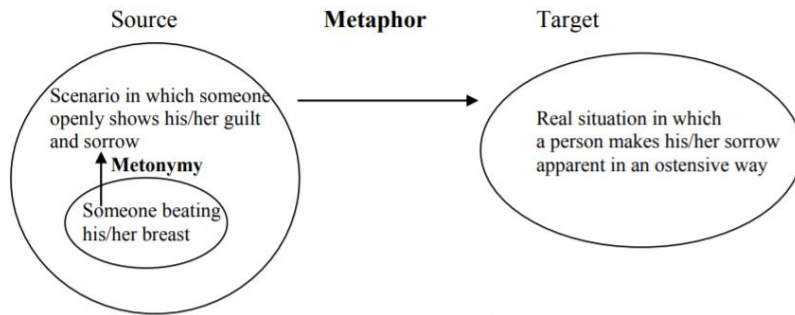 Source Metaphor Target
Scenario in which someone
openly shows his/her guilt
and sorrow
Metonymy
Someone beating
his/her breast
Real situation in which
a person makes his/her sorrow
apparent in an ostensive way